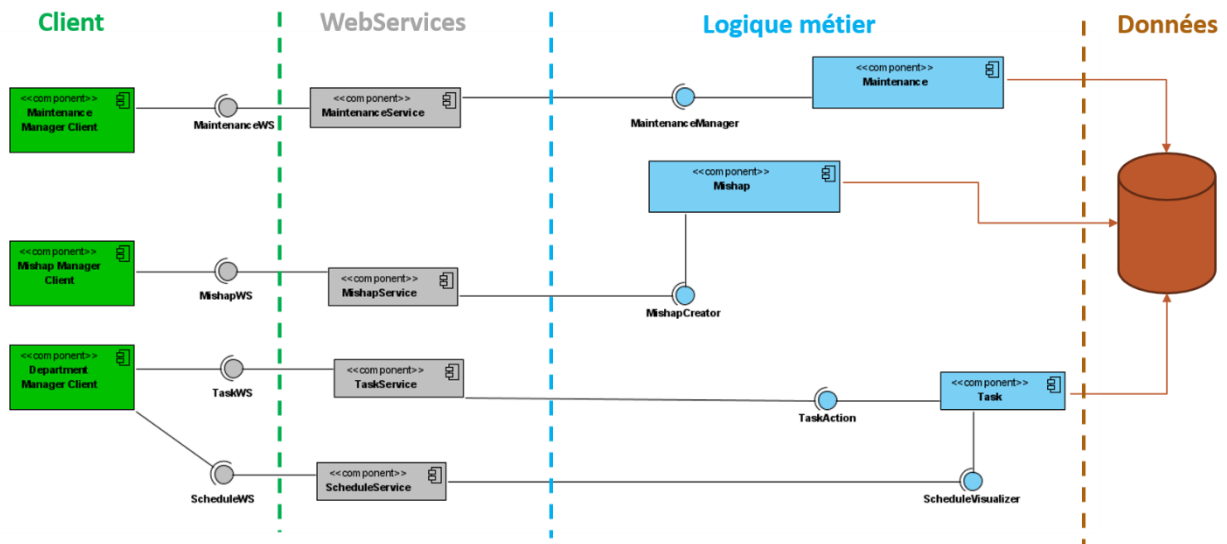 Client
WebServices
Logique métier
Données
<<component>>
Maintenance
Manager Client
MaintenanceWS
<<component>>
MaintenanceService
MaintenanceManager
<<component>>
Maintenance
<<component>>
Mishap
<<component>>
Mishap Manager
Client
MishapWS
<<component>>
MishapService
MishapCreator
<<component>>
Department
Manager Client
TaskWS
<<component>>
TaskService
TaskAction
<<component>>
Task
ScheduleWS
<<component>>
ScheduleService
ScheduleVisualizer